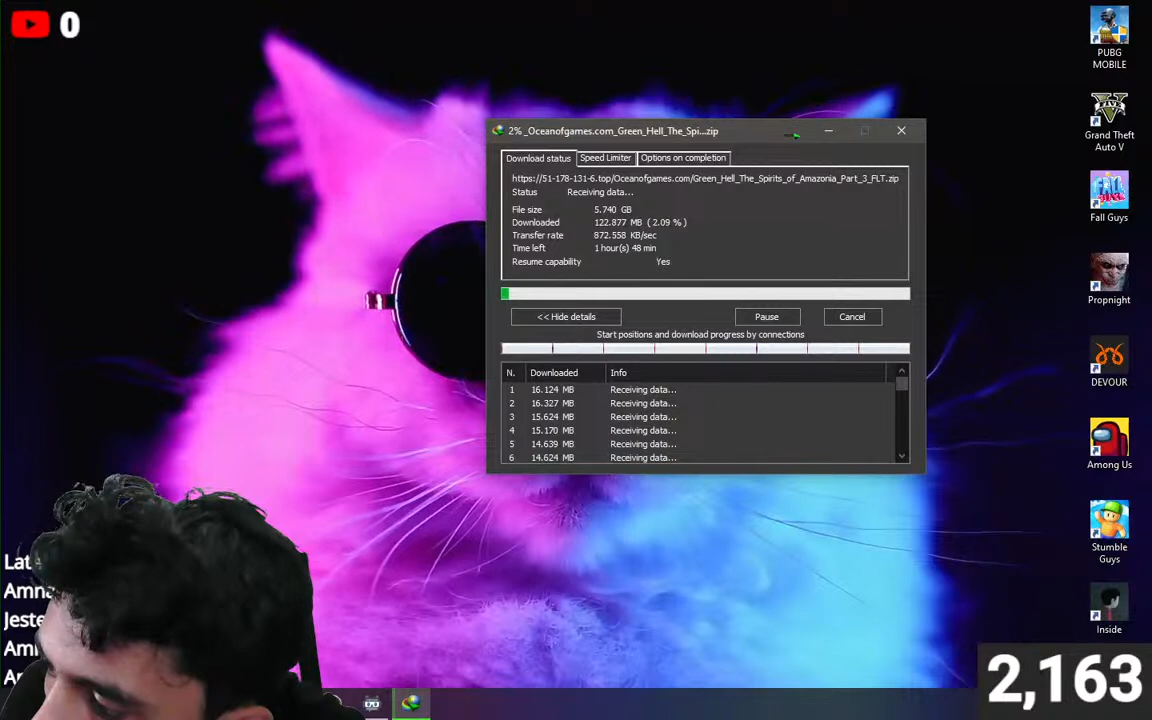 0
PUBG
MOBILE
Grand Theft
Auto V
Fall Guys
Propnight
DEVOUR
Among Us
Stumble
Guys
Inside
2% _Oceanofgames.com_Green_Hell_The_Spi...zip
Download status
Speed Limiter
Options on completion
https://51-178-131-6.top/Oceanofgames.com/Green_Hell_The_Spirits_of_Amazonia_Part_3_FLT.zip
Status Receiving data...
File size 5.740 GB
Downloaded 122.877 MB ( 2.09 % )
Transfer rate 872.558 KB/sec
Time left 1 hour(s) 48 min
Resume capability Yes
<< Hide details
Pause
Cancel
Start positions and download progress by connections
N. Downloaded Info
1 16.124 MB Receiving data...
2 16.327 MB Receiving data...
3 15.624 MB Receiving data...
4 15.170 MB Receiving data...
5 14.639 MB Receiving data...
6 14.624 MB Receiving data...
2,163